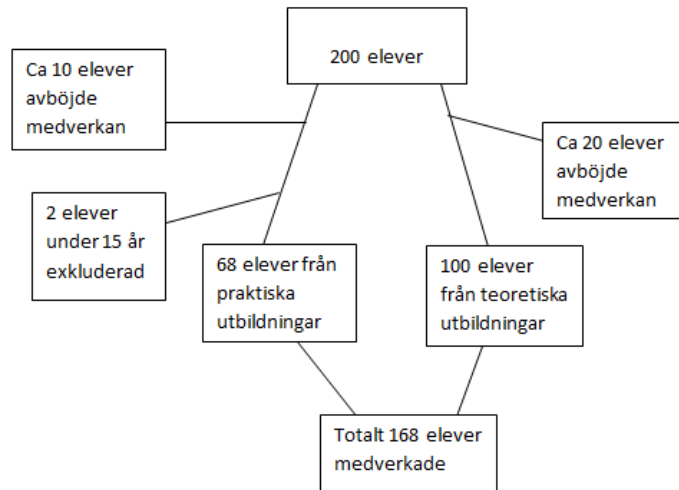 200 elever
Ca 10 elever
avböjde
medverkan
Ca 20 elever
avböjde
medverkan
2 elever
under 15 år
exkluderad
68 elever från
praktiska
utbildningar
100 elever
från teoretiska
utbildningar
Totalt 168 elever
medverkade